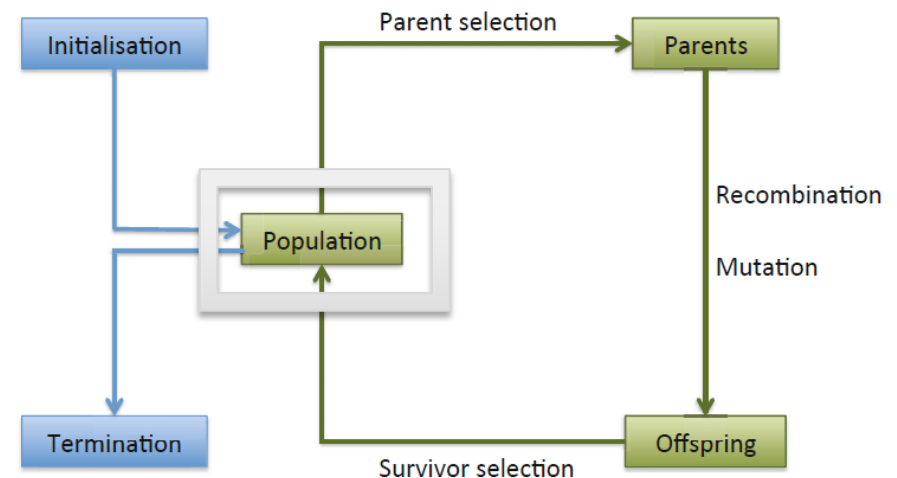 Parent selection
Initialisation
Parents
Recombination
Population
Mutation
Termination
Offspring
Survivor selection